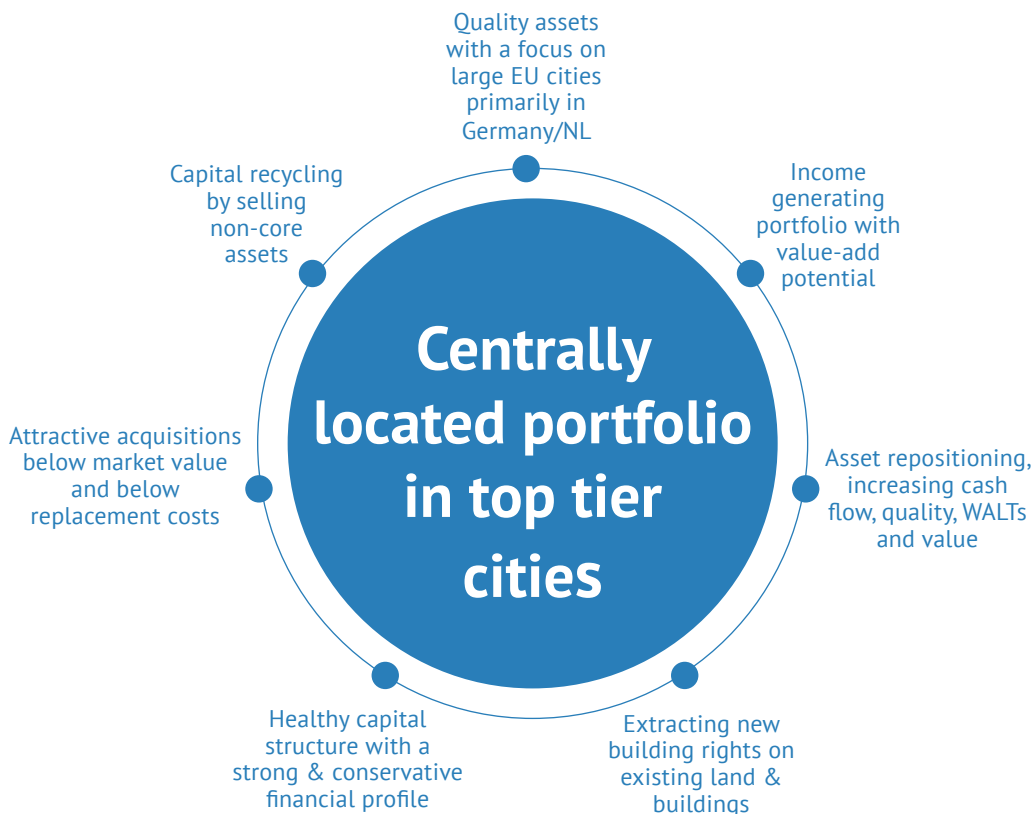 Quality assets
with a focus on
large EU cities
primarily in
Germany/NL
Income
generating
portfolio with
value-add
potential
Asset repositioning,
increasing cash
flow, quality, WALTs
and value
Extracting new
building rights on
existing land &
buildings
Healthy capital
structure with a
strong & conservative
financial profile
Attractive acquisitions
below market value
and below
replacement costs
Capital recycling
by selling
non-core
assets
Centrally
located portfolio
in top tier
cities